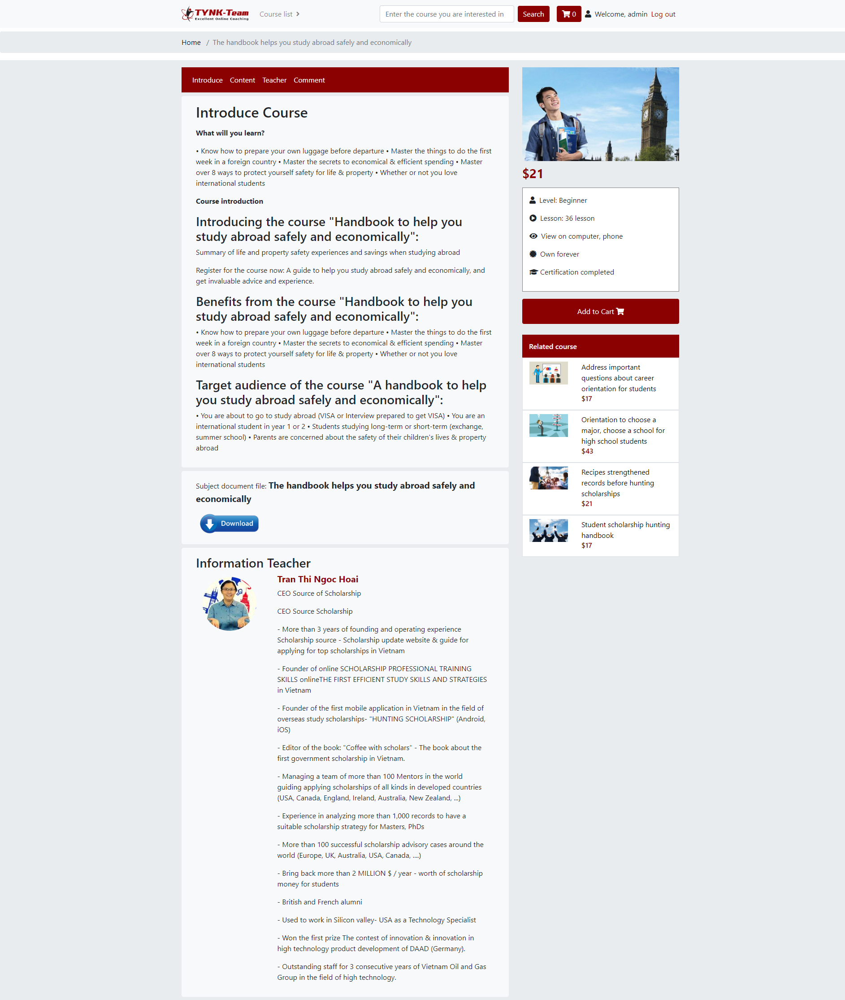 TYNK-Team
Excellent Online Coaching
Course list
Enter the course you are interested in
Search
0
Welcome, admin
Log out
Home / The handbook helps you study abroad safely and economically
Introduce Content Teacher Comment
Introduce Course
What will you learn?
• Know how to prepare your own luggage before departure • Master the things to do the first
week in a foreign country • Master the secrets to economical & efficient spending • Master
over 8 ways to protect yourself safety for life & property • Whether or not you love
international students
Course introduction
Introducing the course "Handbook to help you
study abroad safely and economically":
Summary of life and property safety experiences and savings when studying abroad
Register for the course now: A guide to help you study abroad safely and economically, and
get invaluable advice and experience.
Benefits from the course "Handbook to help you
study abroad safely and economically":
• Know how to prepare your own luggage before departure • Master the things to do the first
week in a foreign country • Master the secrets to economical & efficient spending • Master
over 8 ways to protect yourself safety for life & property • Whether or not you love
international students
Target audience of the course "A handbook to help
you study abroad safely and economically":
• You are about to go to study abroad (VISA or Interview prepared to get VISA) • You are an
international student in year 1 or 2 • Students studying long-term or short-term (exchange,
summer school) • Parents are concerned about the safety of their children's lives & property
abroad
Subject document file: The handbook helps you study abroad safely and
economically
Download
Information Teacher
Tran Thi Ngoc Hoai
CEO Source of Scholarship
CEO Source Scholarship
- More than 3 years of founding and operating experience
Scholarship source - Scholarship update website & guide for
applying for top scholarships in Vietnam
- Founder of online SCHOLARSHIP PROFESSIONAL TRAINING
SKILLS onlineTHE FIRST EFFICIENT STUDY SKILLS AND STRATEGIES
in Vietnam
- Founder of the first mobile application in Vietnam in the field of
overseas study scholarships- "HUNTING SCHOLARSHIP" (Android,
iOS)
- Editor of the book: "Coffee with scholars" - The book about the
first government scholarship in Vietnam.
- Managing a team of more than 100 Mentors in the world
guiding applying scholarships of all kinds in developed countries
(USA, Canada, England, Ireland, Australia, New Zealand, ...)
- Experience in analyzing more than 1,000 records to have a
suitable scholarship strategy for Masters, PhDs
- More than 100 successful scholarship advisory cases around the
world (Europe, UK, Australia, USA, Canada, ....)
- Bring back more than 2 MILLION $ / year - worth of scholarship
money for students
- British and French alumni
- Used to work in Silicon valley- USA as a Technology Specialist
- Won the first prize The contest of innovation & innovation in
high technology product development of DAAD (Germany).
- Outstanding staff for 3 consecutive years of Vietnam Oil and Gas
Group in the field of high technology.
$21
Level: Beginner
Lesson: 36 lesson
View on computer, phone
Own forever
Certification completed
Add to Cart
Related course
Address important
questions about career
orientation for students
$17
Orientation to choose a
major, choose a school for
high school students
$43
Recipes strengthened
records before hunting
scholarships
$21
Student scholarship hunting
handbook
$17